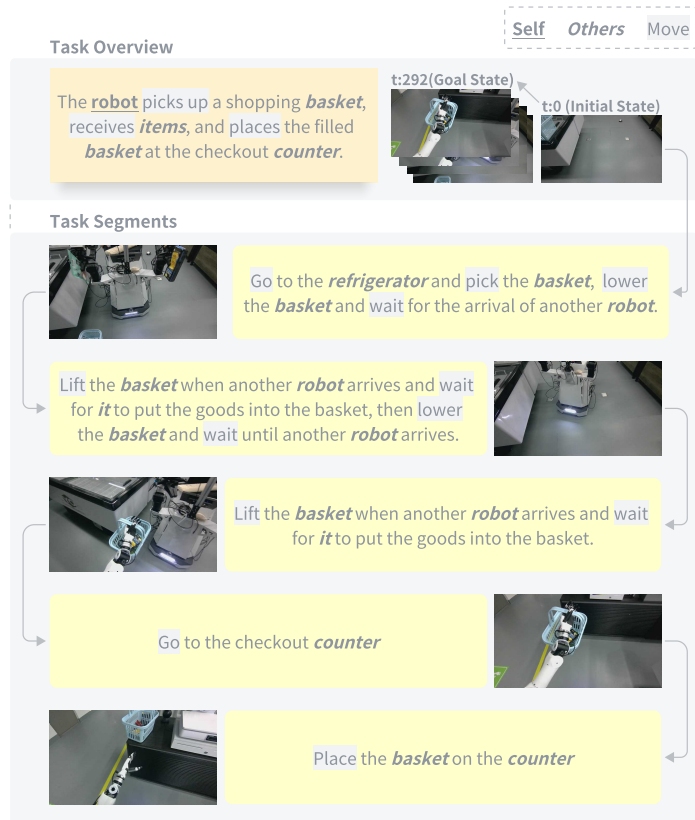 Self Others Move
Task Overview
The robot picks up a shopping basket,
receives items, and places the filled
basket at the checkout counter.
t:292(Goal State)
t:0 (Initial State)
Task Segments
Go to the refrigerator and pick the basket, lower
the basket and wait for the arrival of another robot.
Lift the basket when another robot arrives and wait
for it to put the goods into the basket, then lower
the basket and wait until another robot arrives.
Lift the basket when another robot arrives and wait
for it to put the goods into the basket.
Go to the checkout counter
Place the basket on the counter